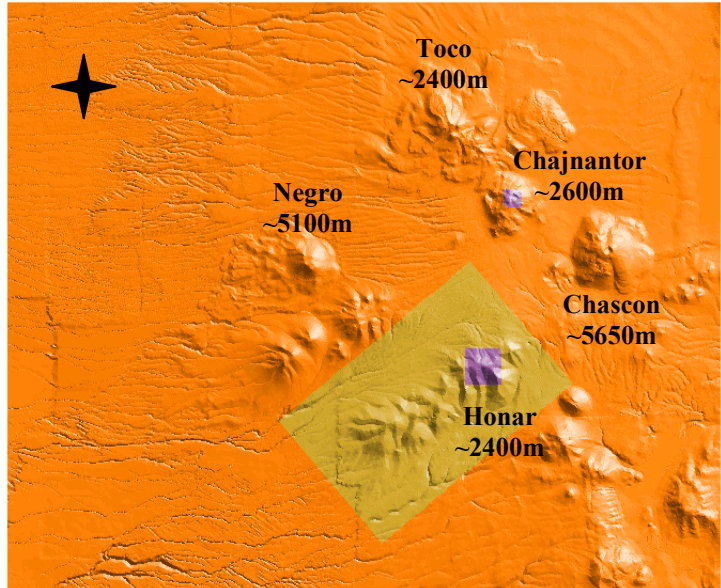 Toco
~2400m
Chajnantor
~2600m
Negro
~5100m
Chascon
~5650m
Honar
~2400m